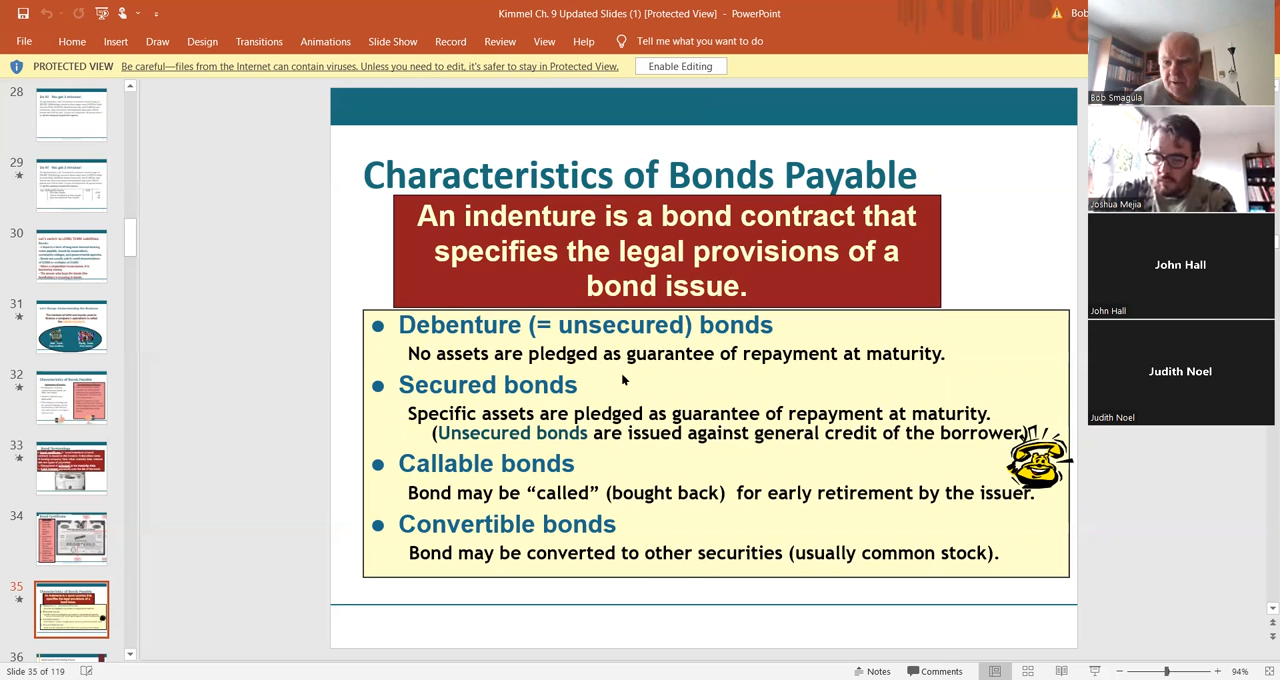 Kimmel Ch. 9 Updated Slides (1) [Protected View] - PowerPoint
Bob
File Home Insert Draw Design Transitions Animations Slide Show Record Review View Help Tell me what you want to do
PROTECTED VIEW Be careful—files from the Internet can contain viruses. Unless you need to edit, it's safer to stay in Protected View. Enable Editing
28
29
30
31
32
33
34
35
36
Characteristics of Bonds Payable
An indenture is a bond contract that
specifies the legal provisions of a
bond issue.
Debenture (= unsecured) bonds
No assets are pledged as guarantee of repayment at maturity.
Secured bonds
Specific assets are pledged as guarantee of repayment at maturity.
(Unsecured bonds are issued against general credit of the borrower)
Callable bonds
Bond may be “called” (bought back) for early retirement by the issuer.
Convertible bonds
Bond may be converted to other securities (usually common stock).
Bob Smagula
Joshua Mejia
John Hall
John Hall
Judith Noel
Judith Noel
Slide 35 of 119
Notes
Comments
94%